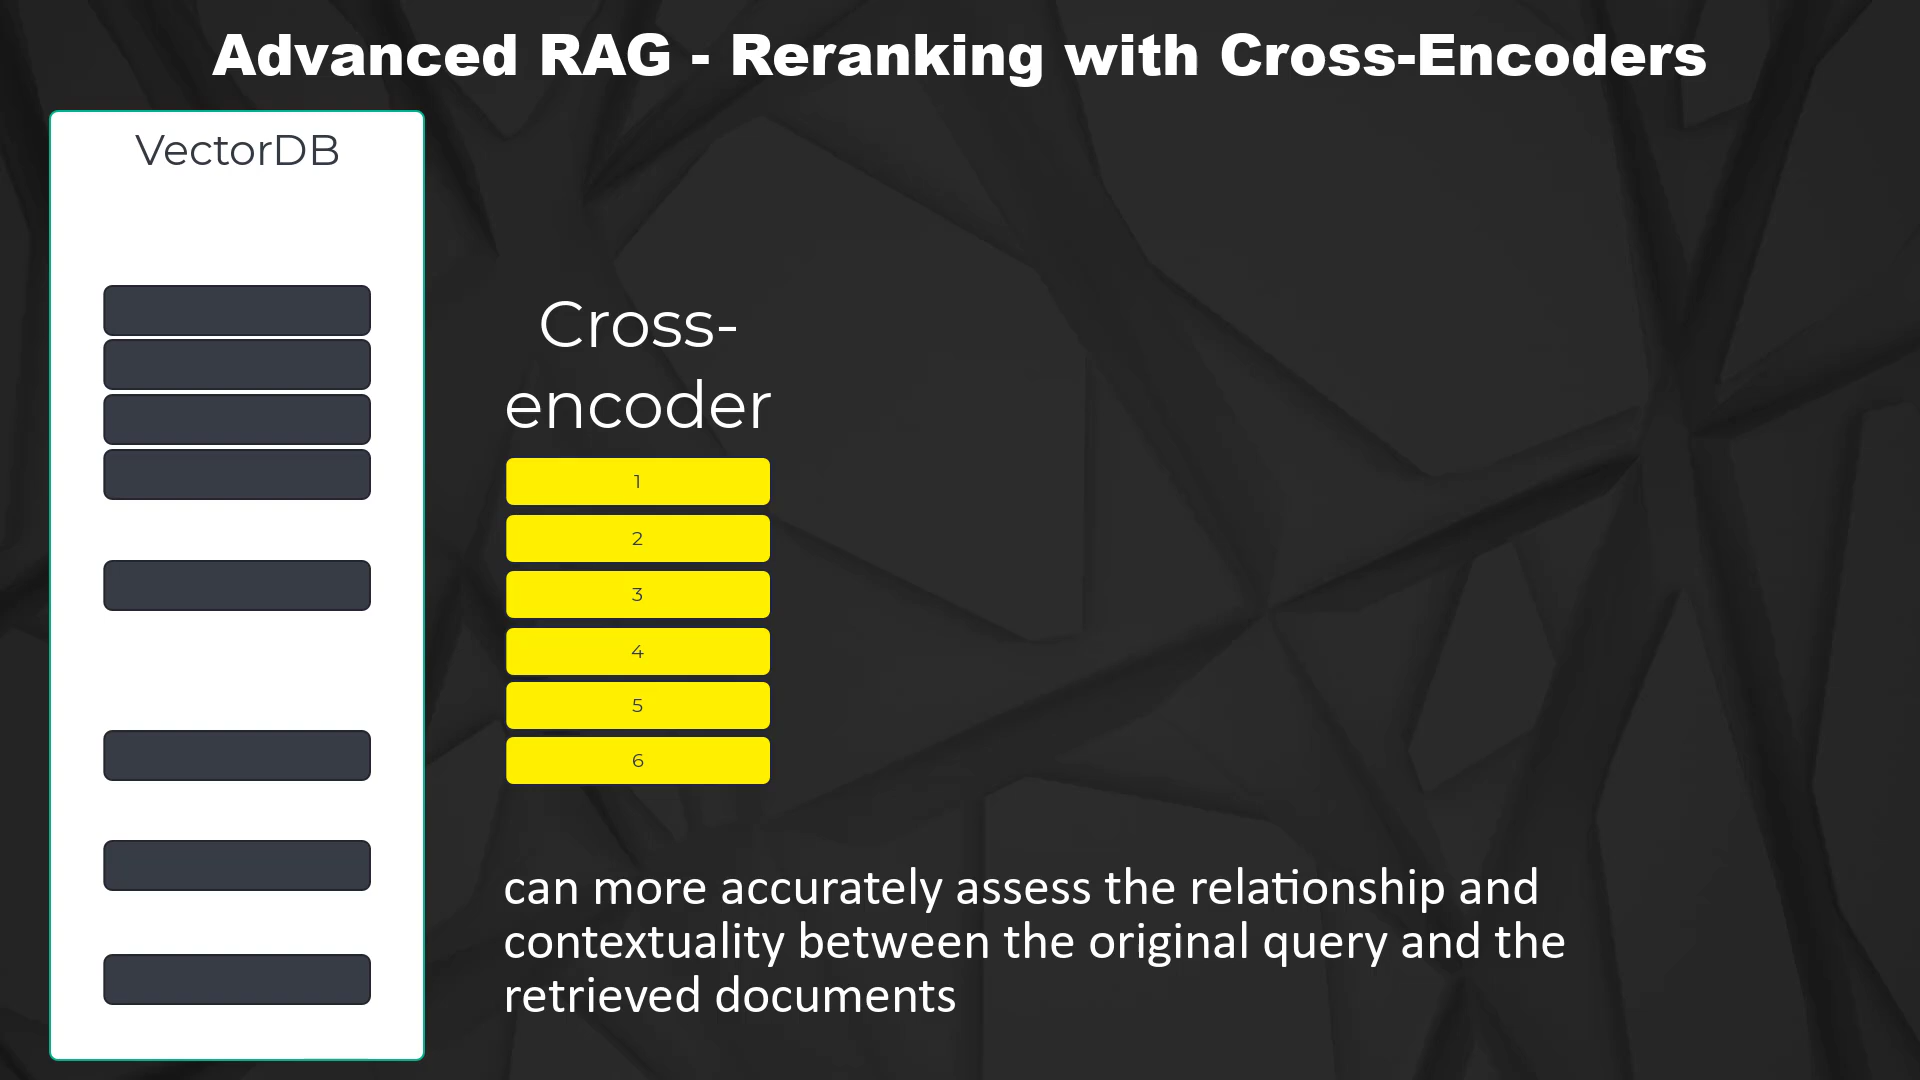 Advanced RAG - Reranking with Cross-Encoders
VectorDB
Cross-
encoder
1
2
3
4
5
6
can more accurately assess the relationship and
contextuality between the original query and the
retrieved documents